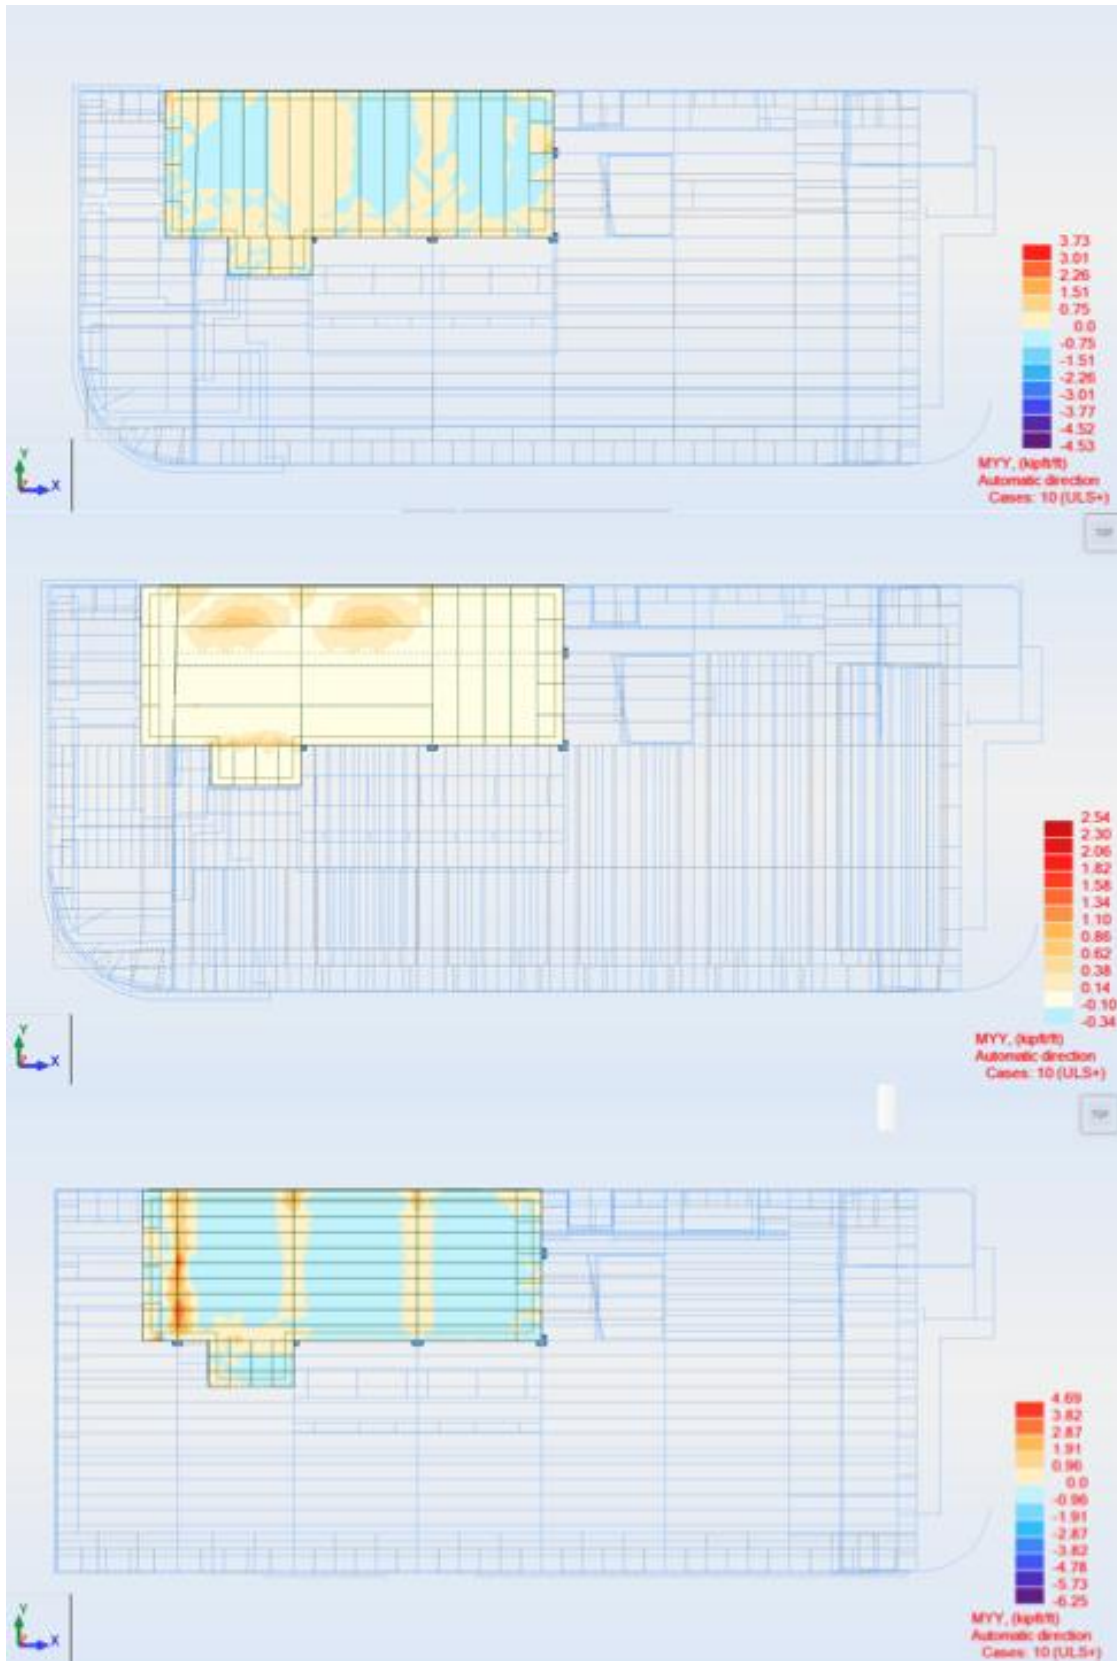 3.73
3.01
2.26
1.51
0.75
0.0
-0.75
-1.51
-2.26
-3.01
-3.77
-4.52
-4.53
MYY, (kipft/ft)
Automatic direction
Cases: 10 (ULS+)
Y
X
TOP
2.54
2.30
2.06
1.82
1.58
1.34
1.10
0.86
0.62
0.38
0.14
-0.10
-0.34
MYY, (kipft/ft)
Automatic direction
Cases: 10 (ULS+)
Y
X
TOP
4.69
3.82
2.87
1.91
0.96
0.0
-0.96
-1.91
-2.87
-3.82
-4.78
-5.73
-6.25
MYY, (kipft/ft)
Automatic direction
Cases: 10 (ULS+)
Y
X